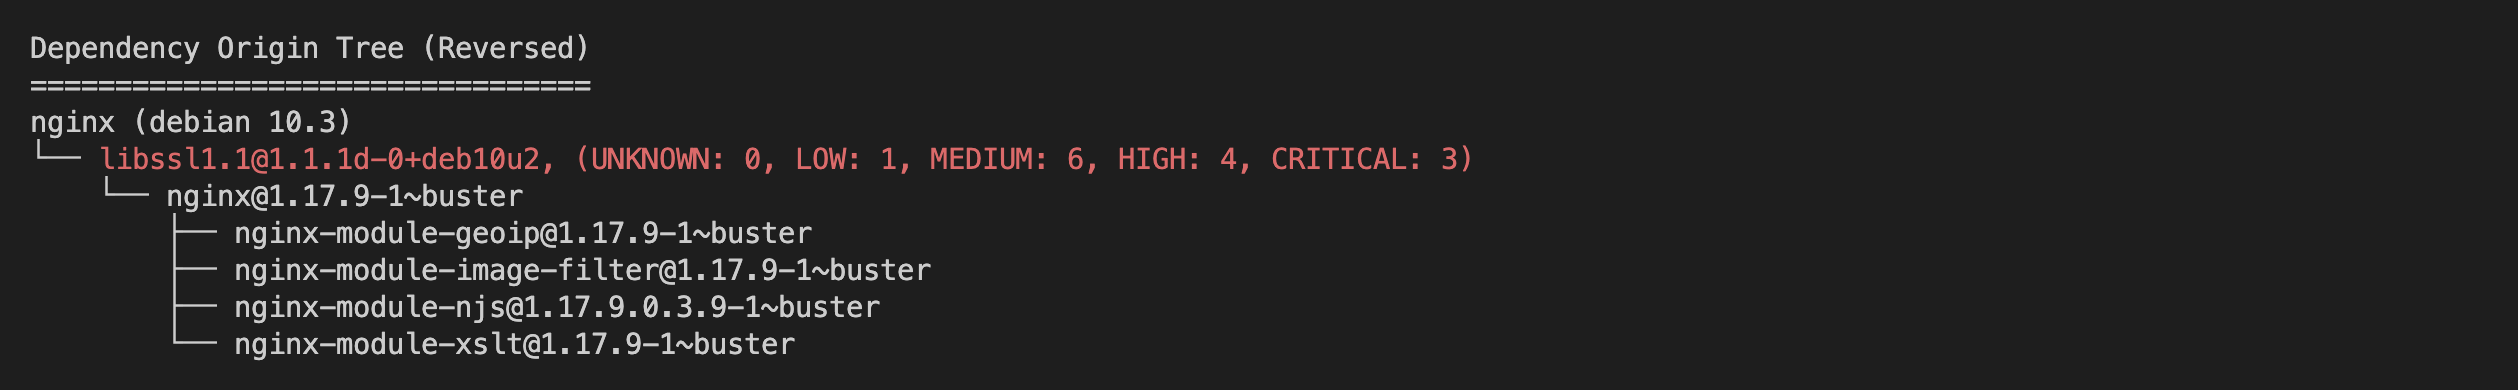 Dependency Origin Tree (Reversed)
=================================
nginx (debian 10.3)
└── libssl1.1@1.1.1d-0+deb10u2, (UNKNOWN: 0, LOW: 1, MEDIUM: 6, HIGH: 4, CRITICAL: 3)
    └── nginx@1.17.9-1~buster
        ├── nginx-module-geoip@1.17.9-1~buster
        ├── nginx-module-image-filter@1.17.9-1~buster
        ├── nginx-module-njs@1.17.9.0.3.9-1~buster
        └── nginx-module-xslt@1.17.9-1~buster